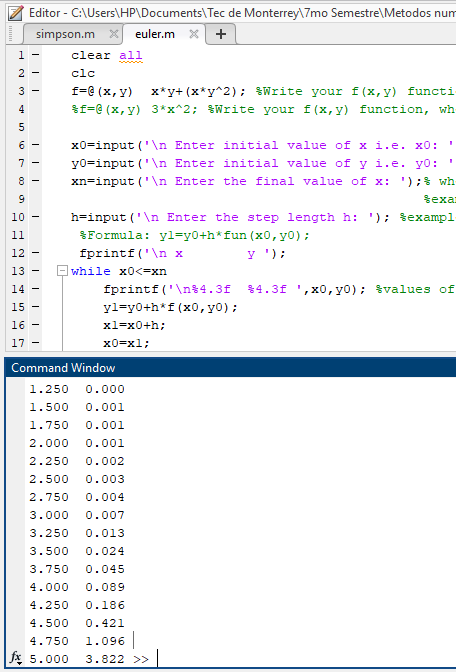 Editor - C:\Users\HP\Documents\Tec de Monterrey\7mo Semestre\Metodos num
simpson.m × euler.m × +
1 - clear all
2 - clc
3 - f=@(x,y)  x*y+(x*y^2); %Write your f(x,y) functi
4 %f=@(x,y) 3*x^2; %Write your f(x,y) function, wh
5
6 - x0=input('\n Enter initial value of x i.e. x0: '
7 - y0=input('\n Enter initial value of y i.e. y0: '
8 - xn=input('\n Enter the final value of x: ');% wh
9 %exa
10 - h=input('\n Enter the step length h: '); %exampl
11 %Formula: y1=y0+h*fun(x0,y0);
12 - fprintf('\n x        y ');
13 - while x0<=xn
14 - fprintf('\n%4.3f  %4.3f ',x0,y0); %values of
15 - y1=y0+h*f(x0,y0);
16 - x1=x0+h;
17 - x0=x1;
Command Window
1.250  0.000
1.500  0.001
1.750  0.001
2.000  0.001
2.250  0.002
2.500  0.003
2.750  0.004
3.000  0.007
3.250  0.013
3.500  0.024
3.750  0.045
4.000  0.089
4.250  0.186
4.500  0.421
4.750  1.096
fx 5.000  3.822 >>